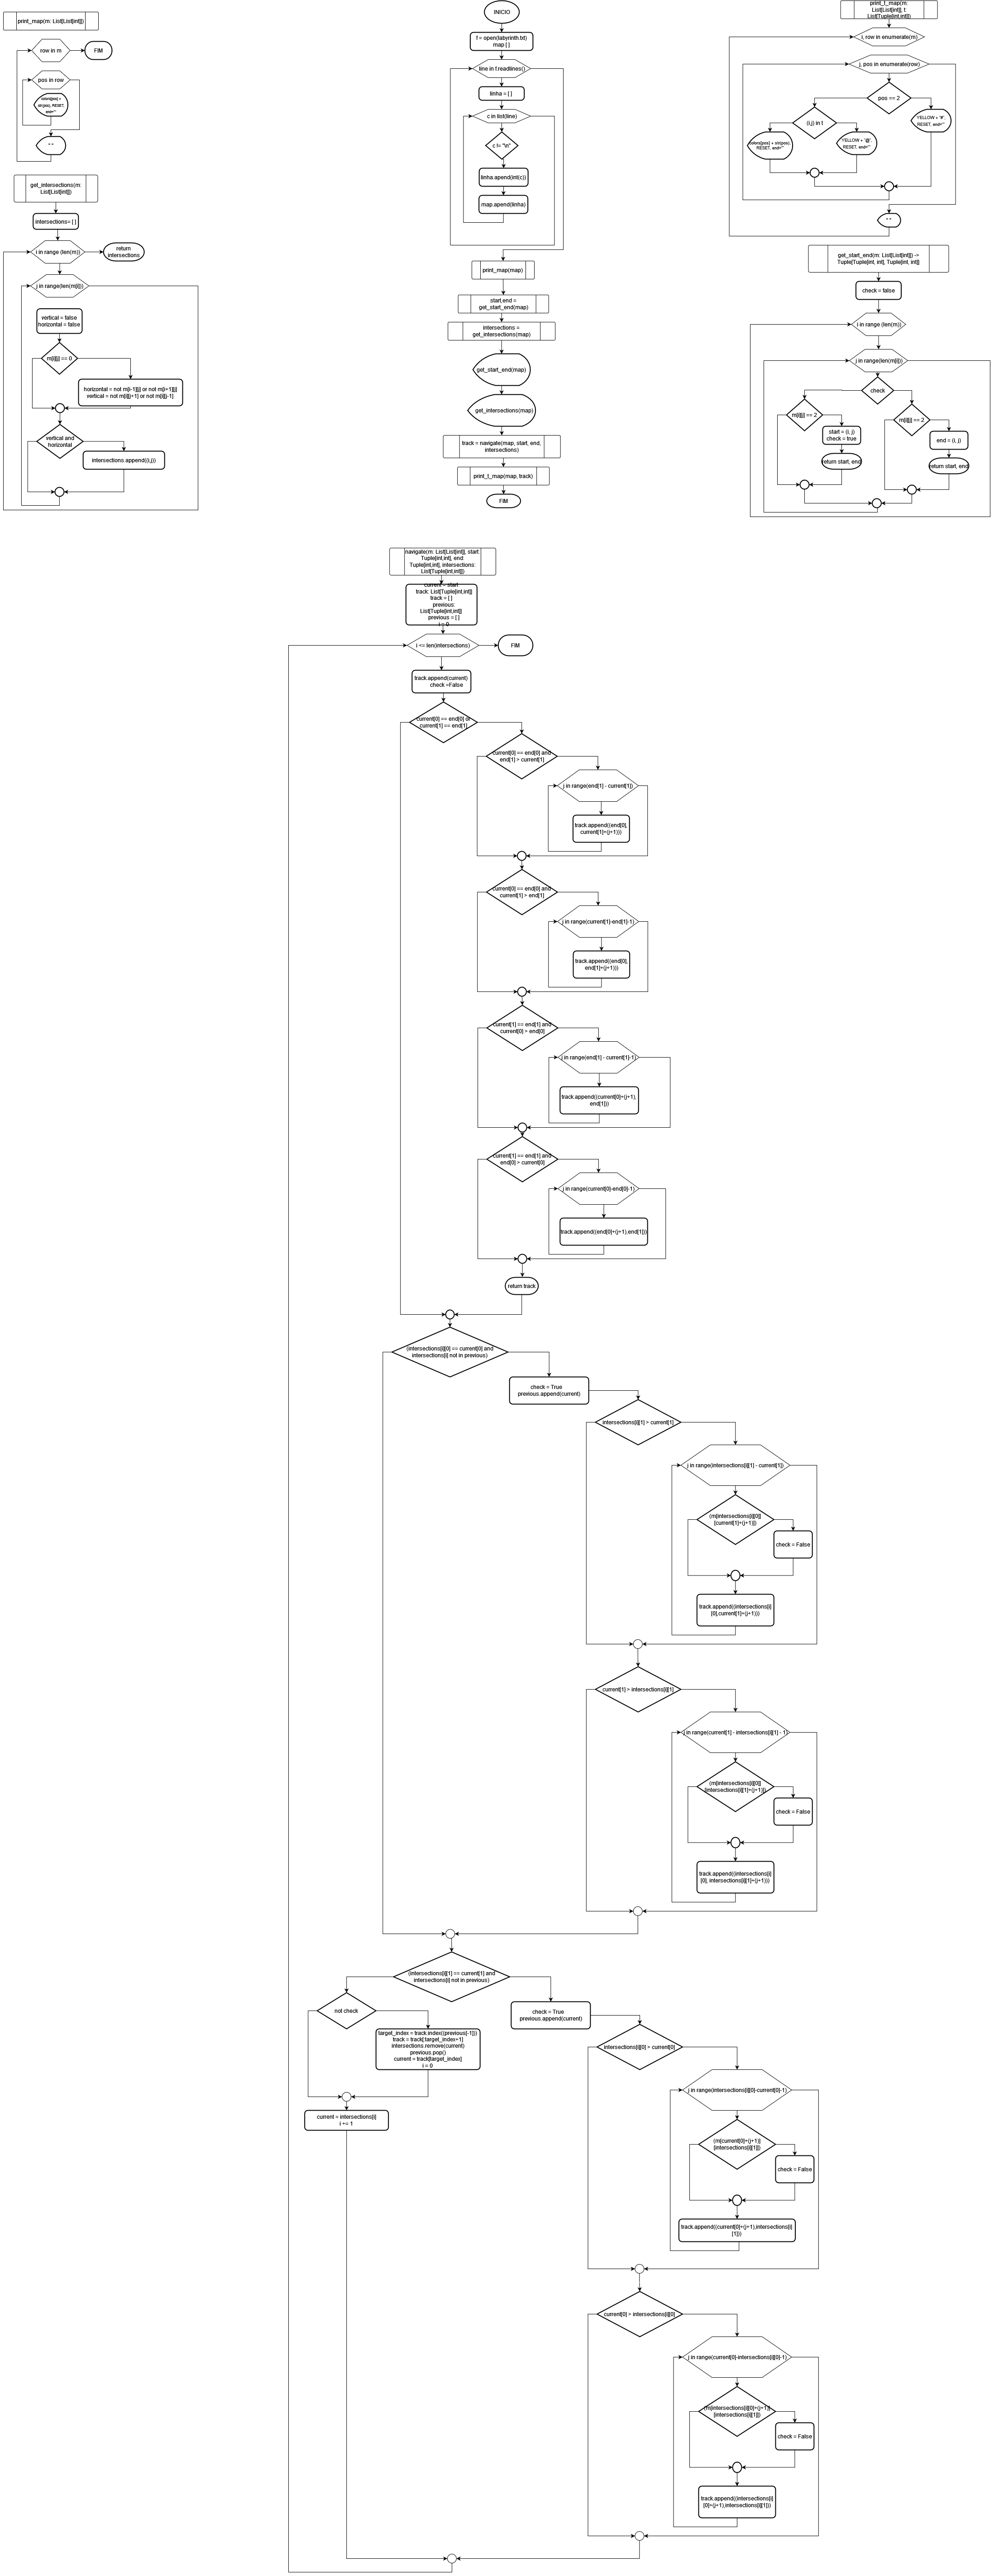 print_map(m: List[List[int]])
row in m
FIM
pos in row
colors[pos] +
str(pos), RESET,
end=""
" "
get_intersections(m:
List[List[int]])
intersections= [ ]
i in range (len(m))
return
intersections
j in range(len(m[i]))
vertical = false
horizontal = false
m[i][j] == 0
horizontal = not m[i-1][j] or not m[i+1][j]
vertical = not m[i][j+1] or not m[i][j-1]
vertical and
horizontal
intersections.append((i,j))
INICIO
f = open(labyrinth.txt)
map [ ]
line in f.readlines()
linha = [ ]
c in list(line)
c != "\n"
linha.apend(int(c))
map.apend(linha)
print_map(map)
start,end =
get_start_end(map)
intersections =
get_intersections(map)
get_start_end(map)
get_intersections(map)
track = navigate(map, start, end,
intersections)
print_t_map(map, track)
FIM
print_t_map(m:
List[List[int]], t:
List[Tuple[int,int]])
i, row in enumerate(m)
j, pos in enumerate(row)
pos == 2
(i,j) in t
YELLOW + '#',
RESET, end=""
colors[pos] + str(pos),
RESET, end=""
YELLOW + '@',
RESET, end=""
" "
get_start_end(m: List[List[int]]) ->
Tuple[Tuple[int, int], Tuple[int, int]]
check = false
i in range (len(m))
j in range(len(m[i]))
check
m[i][j] == 2
m[i][j] == 2
start = (i, j)
check = true
end = (i, j)
return start, end
return start, end
navigate(m: List[List[int]], start:
Tuple[int,int], end:
Tuple[int,int], intersections:
List[Tuple[int,int]])
current = start
track: List[Tuple[int,int]]
track = [ ]
previous:
List[Tuple[int,int]]
previous = [ ]
i = 0
i <= len(intersections)
FIM
track.append(current)
check =False
current[0] == end[0] or
current[1] == end[1]
current[0] == end[0] and
end[1] > current[1]
j in range(end[1] - current[1])
track.append((end[0],
current[1]+(j+1)))
current[0] == end[0] and
current[1] > end[1]
j in range(current[1]-end[1]-1)
track.append((end[0],
end[1]+(j+1)))
current[1] == end[1] and
current[0] > end[0]
j in range(end[1] - current[1]-1)
track.append((current[0]+(j+1),
end[1]))
current[1] == end[1] and
end[0] > current[0]
j in range(current[0]-end[0]-1)
track.append((end[0]+(j+1),end[1]))
return track
(intersections[i][0] == current[0] and
intersections[i] not in previous)
check = True
previous.append(current)
intersections[i][1] > current[1]
j in range(intersections[i][1] - current[1])
(m[intersections[i][0]]
[current[1]+(j+1)])
check = False
track.append((intersections[i]
[0],current[1]+(j+1)))
current[1] > intersections[i][1]
j in range(current[1] - intersections[i][1] - 1)
(m[intersections[i][0]]
[intersections[i][1]+(j+1)])
check = False
track.append((intersections[i]
[0], intersections[i][1]+(j+1)))
(intersections[i][1] == current[1] and
intersections[i] not in previous)
not check
target_index = track.index((previous[-1]))
track = track[:target_index+1]
intersections.remove(current)
previous.pop()
current = track[target_index]
i = 0
current = intersections[i]
i += 1
check = True
previous.append(current)
intersections[i][0] > current[0]
j in range(intersections[i][0]-current[0]-1)
(m[current[0]+(j+1)]
[intersections[i][1]])
check = False
track.append((current[0]+(j+1),intersections[i]
[1]))
current[0] > intersections[i][0]
j in range(current[0]-intersections[i][0]-1)
(m[intersections[i][0]+(j+1)]
[intersections[i][1]])
check = False
track.append((intersections[i]
[0]+(j+1),intersections[i][1]))